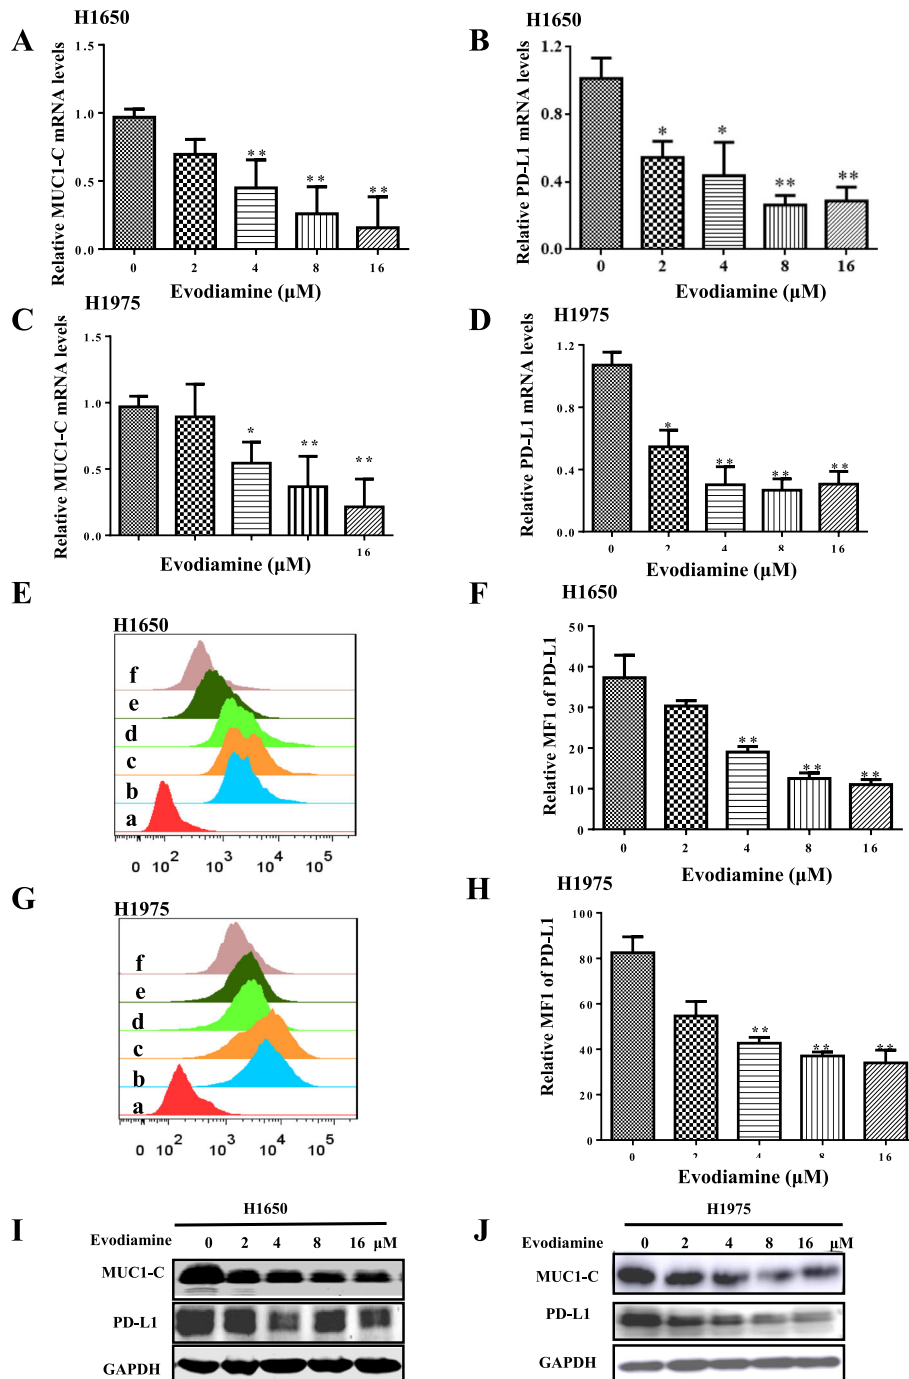 H1650
A
Relative MUC1-C mRNA levels
1.5
1.0
0.5
0.0
**
**
**
0 2 4 8 16
Evodiamine (μM)
B
Relative PD-L1 mRNA levels
1.2
0.8
0.4
0.0
*
*
**
**
0 2 4 8 16
Evodiamine (μM)
H1975
C
Relative MUC1-C mRNA levels
1.5
1.0
0.5
0.0
*
**
**
16
Evodiamine (μM)
H1975
D
Relative PD-L1 mRNA levels
1.2
0.8
0.4
0.0
*
**
**
**
0 2 4 8 16
Evodiamine (μM)
E
H1650
f
e
d
c
b
a
0 10^2 10^3 10^4 10^5
F
H1650
Relative MF1 of PD-L1
50
40
30
20
10
0
**
**
**
0 2 4 8 16
Evodiamine (μM)
G
H1975
f
e
d
c
b
a
0 10^2 10^3 10^4 10^5
H
H1975
Relative MF1 of PD-L1
100
80
60
40
20
0
**
**
**
0 2 4 8 16
Evodiamine (μM)
I
H1650
Evodiamine 0 2 4 8 16 μM
MUC1-C
PD-L1
GAPDH
J
H1975
Evodiamine 0 2 4 8 16 μM
MUC1-C
PD-L1
GAPDH